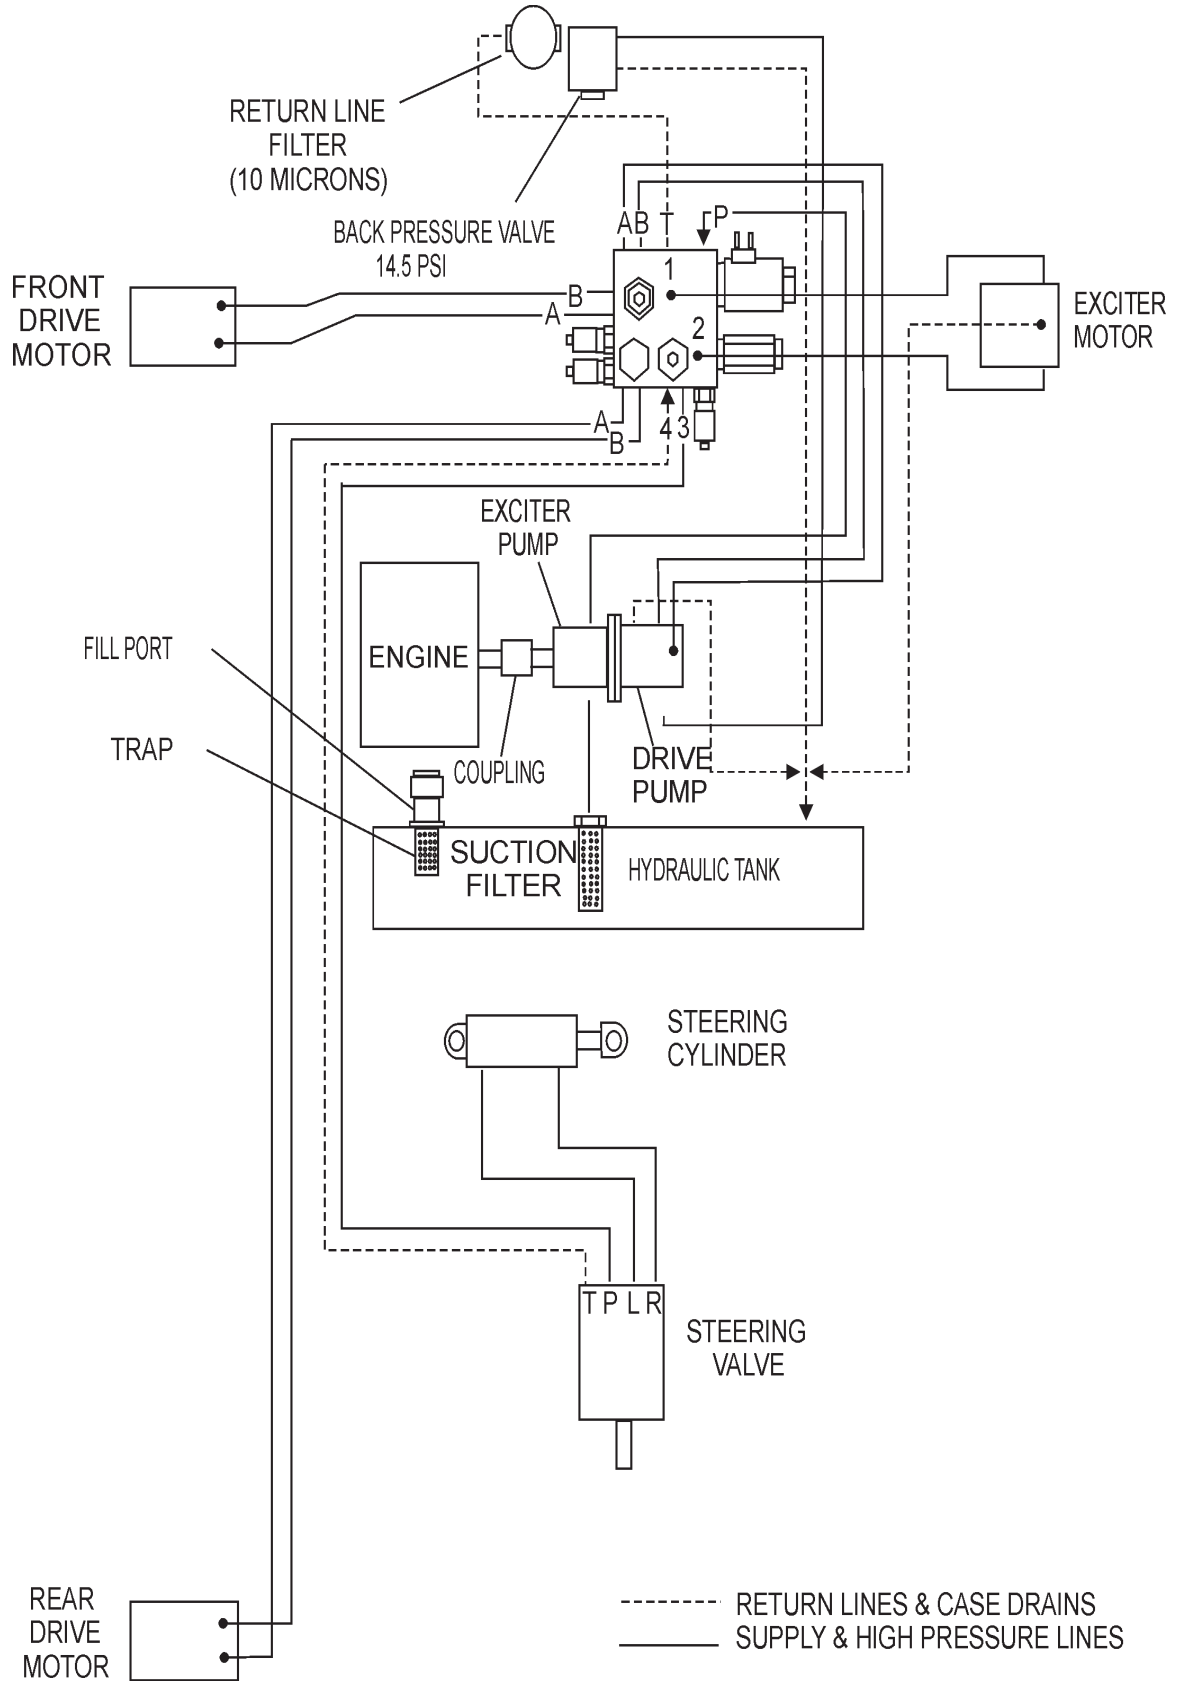 RETURN LINE
FILTER
(10 MICRONS)
BACK PRESSURE VALVE
14.5 PSI
A B T P
1
FRONT
DRIVE
MOTOR
B
A
2
EXCITER
MOTOR
A
B
4 3
EXCITER
PUMP
ENGINE
FILL PORT
TRAP
COUPLING
DRIVE
PUMP
SUCTION
FILTER
HYDRAULIC TANK
STEERING
CYLINDER
T P L R
STEERING
VALVE
REAR
DRIVE
MOTOR
RETURN LINES & CASE DRAINS
SUPPLY & HIGH PRESSURE LINES